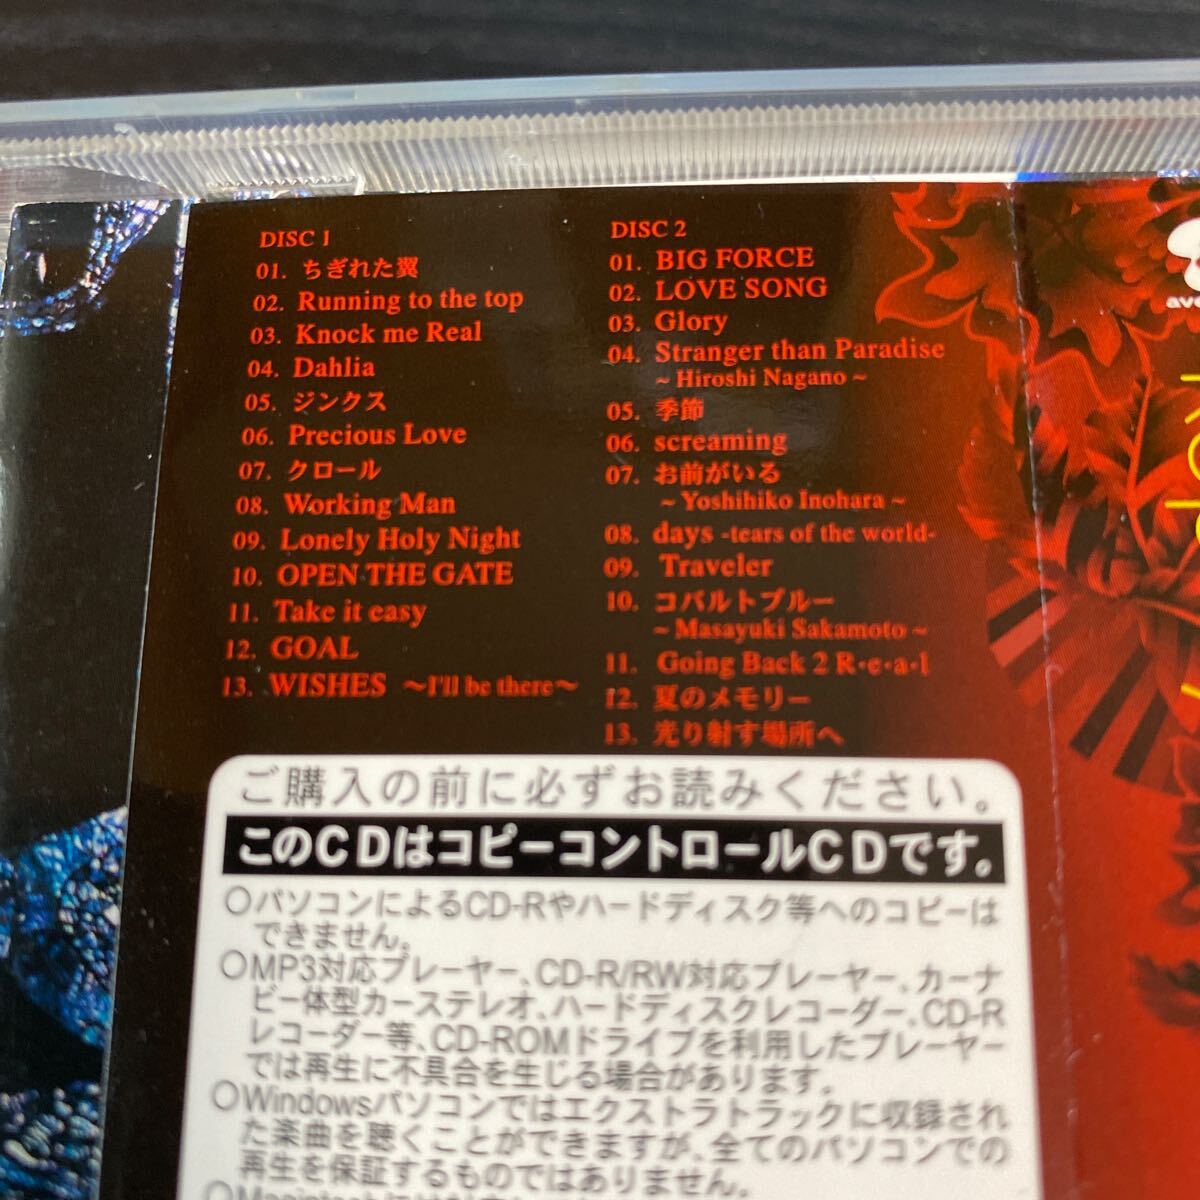 DISC 1
01. ちぎれた翼
02. Running to the top
03. Knock me Real
04. Dahlia
05. ジンクス
06. Precious Love
07. クロール
08. Working Man
09. Lonely Holy Night
10. OPEN THE GATE
11. Take it easy
12. GOAL
13. WISHES ～I'll be there～
DISC 2
01. BIG FORCE
02. LOVE SONG
03. Glory
04. Stranger than Paradise
~ Hiroshi Nagano ~
05. 季節
06. screaming
07. お前がいる
~ Yoshihiko Inohara ~
08. days -tears of the world-
09. Traveler
10. コバルトブルー
~ Masayuki Sakamoto ~
11. Going Back 2 R・e・a・l
12. 夏のメモリー
13.光り射す場所へ
ご購入の前に必ずお読みください。
このCDはコピーコントロールCDです。
○パソコンによるCD-Rやハードディスク等へのコピーは
できません。
○MP3対応プレーヤー、CD-R/RW対応プレーヤー、カーナ
ビ一体型カーステレオ、ハードディスクレコーダー、CD-R
レコーダー等、CD-ROMドライブを利用したプレーヤー
では再生に不具合を生じる場合があります。
○Windowsパソコンではエクストラトラックに収録され
た楽曲を聴くことができますが、全てのパソコンでの
再生を保証するものではありません。